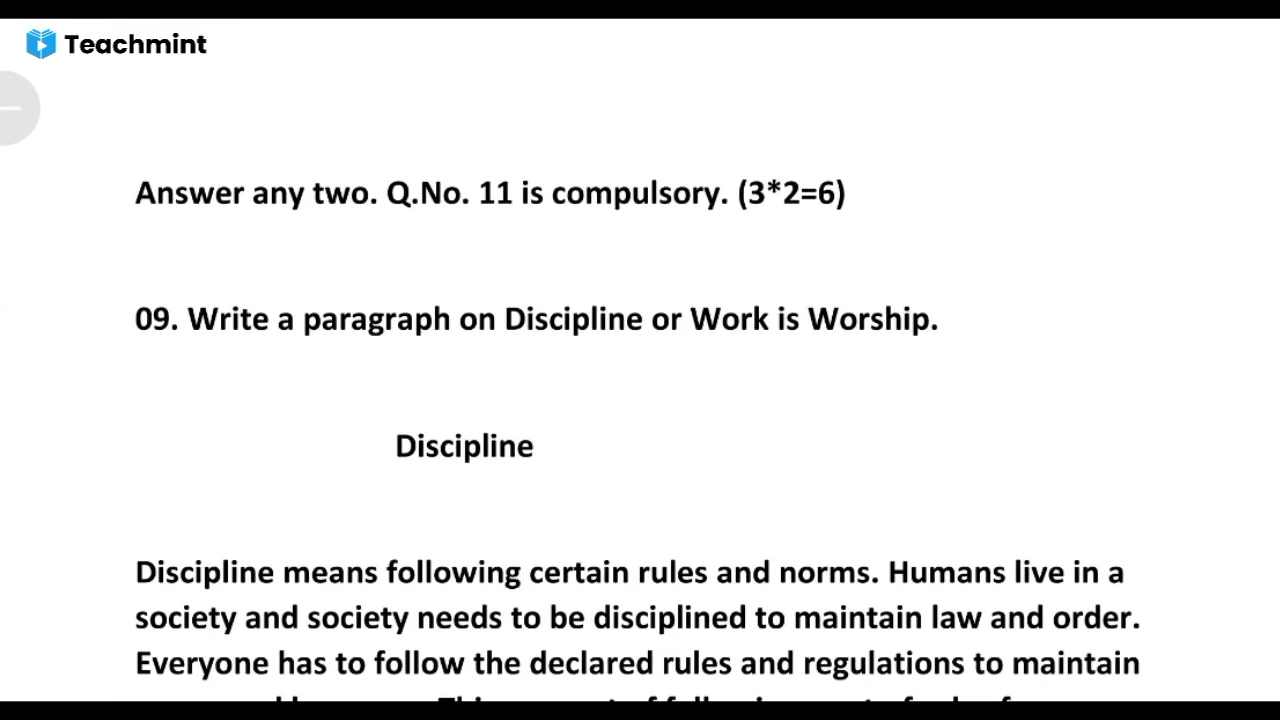 Teachmint
Answer any two. Q.No. 11 is compulsory. (3*2=6)
09. Write a paragraph on Discipline or Work is Worship.
Discipline
Discipline means following certain rules and norms. Humans live in a
society and society needs to be disciplined to maintain law and order.
Everyone has to follow the declared rules and regulations to maintain